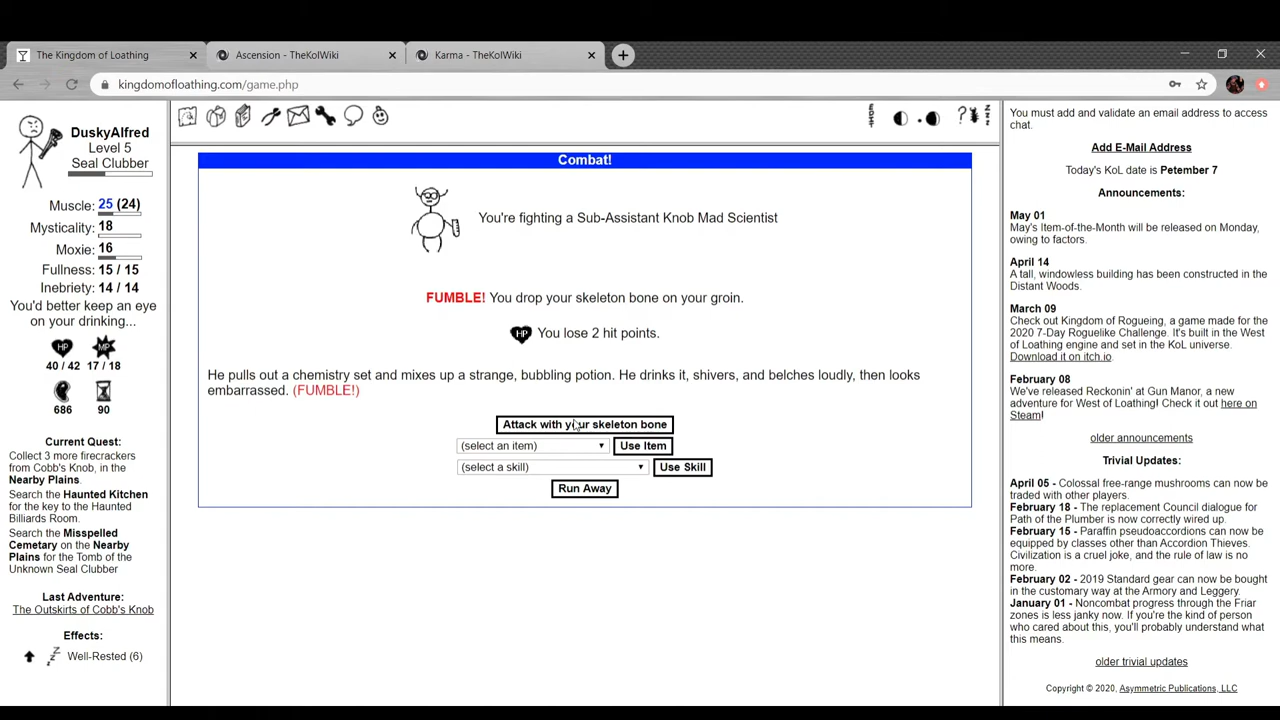 The Kingdom of Loathing
Ascension - TheKolWiki
Karma - TheKolWiki
kingdomofloathing.com/game.php
DuskyAlfred
Level 5
Seal Clubber
Muscle: 25 (24)
Mysticality: 18
Moxie: 16
Fullness: 15 / 15
Inebriety: 14 / 14
You'd better keep an eye
on your drinking...
HP MP
40 / 42 17 / 18
686 90
Current Quest:
Collect 3 more firecrackers
from Cobb's Knob, in the
Nearby Plains.
Search the Haunted Kitchen
for the key to the Haunted
Billiards Room.
Search the Misspelled
Cemetary on the Nearby
Plains for the Tomb of the
Unknown Seal Clubber
Last Adventure:
The Outskirts of Cobb's Knob
Effects:
Well-Rested (6)
Combat!
You're fighting a Sub-Assistant Knob Mad Scientist
FUMBLE! You drop your skeleton bone on your groin.
HP You lose 2 hit points.
He pulls out a chemistry set and mixes up a strange, bubbling potion. He drinks it, shivers, and belches loudly, then looks
embarrassed. (FUMBLE!)
Attack with your skeleton bone
(select an item) Use Item
(select a skill) Use Skill
Run Away
You must add and validate an email address to access
chat.
Add E-Mail Address
Today's KoL date is Petember 7
Announcements:
May 01
May's Item-of-the-Month will be released on Monday,
owing to factors.
April 14
A tall, windowless building has been constructed in the
Distant Woods.
March 09
Check out Kingdom of Rogueing, a game made for the
2020 7-Day Roguelike Challenge. It's built in the West
of Loathing engine and set in the KoL universe.
Download it on itch.io.
February 08
We've released Reckonin' at Gun Manor, a new
adventure for West of Loathing! Check it out here on
Steam!
older announcements
Trivial Updates:
April 05 - Colossal free-range mushrooms can now be
traded with other players.
February 18 - The replacement Council dialogue for
Path of the Plumber is now correctly wired up.
February 15 - Paraffin pseudoaccordions can now be
equipped by classes other than Accordion Thieves.
Civilization is a cruel joke, and the rule of law is no
more.
February 02 - 2019 Standard gear can now be bought
in the customary way at the Armory and Leggery.
January 01 - Noncombat progress through the Friar
zones is less janky now. If you're the kind of person
who cared about this, you'll probably understand what
this means.
older trivial updates
Copyright © 2020, Asymmetric Publications, LLC